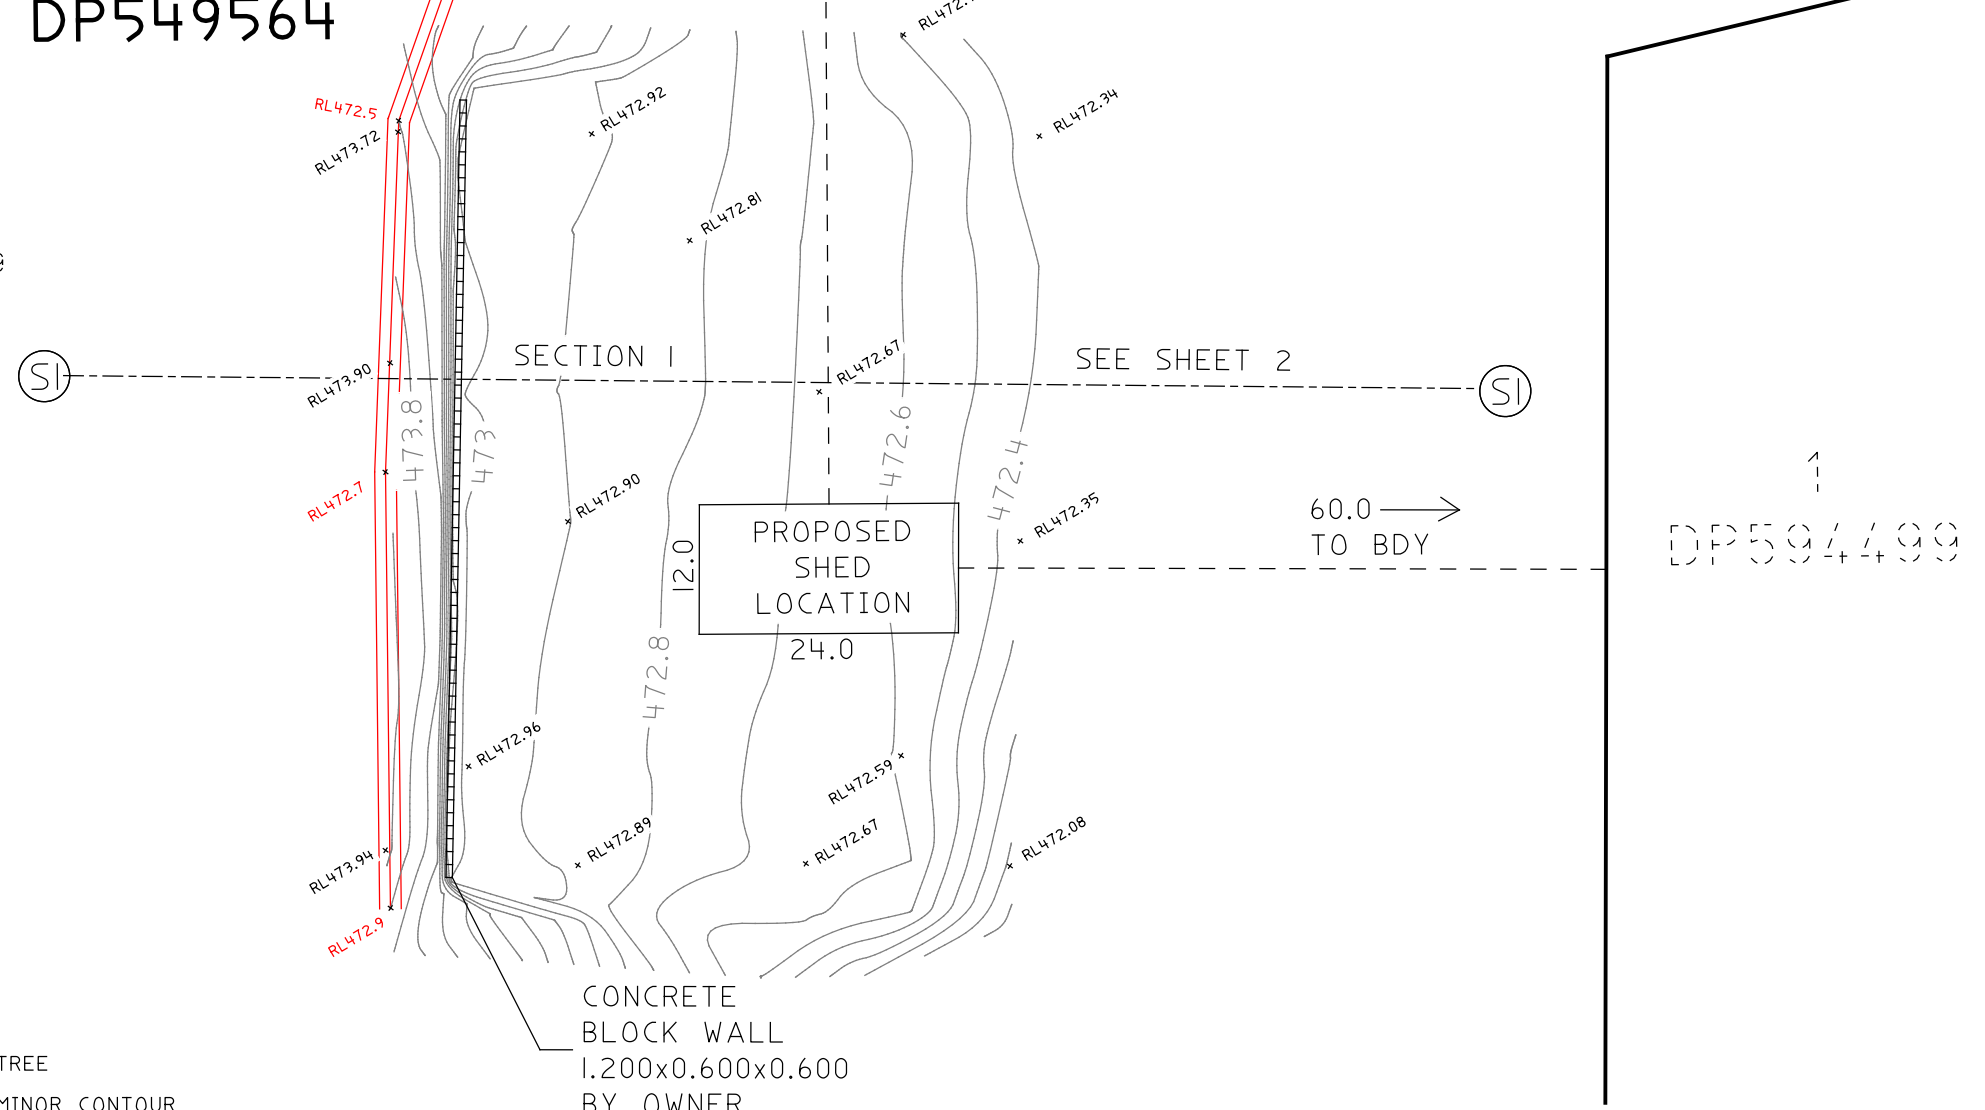 DP549564
RL472.5
RL473.72
RL472.92
RL472.34
RL472.81
SECTION 1
SEE SHEET 2
S1
S1
RL473.90
RL472.67
473.8
473
472.6
472.4
RL472.7
RL472.90
RL472.35
60.0
TO BDY
1
DP594499
PROPOSED
SHED
LOCATION
12.0
24.0
472.8
RL472.96
RL472.59
RL472.89
RL472.67
RL472.08
RL473.94
RL472.9
CONCRETE
BLOCK WALL
1.200x0.600x0.600
BY OWNER
TREE
MINOR CONTOUR